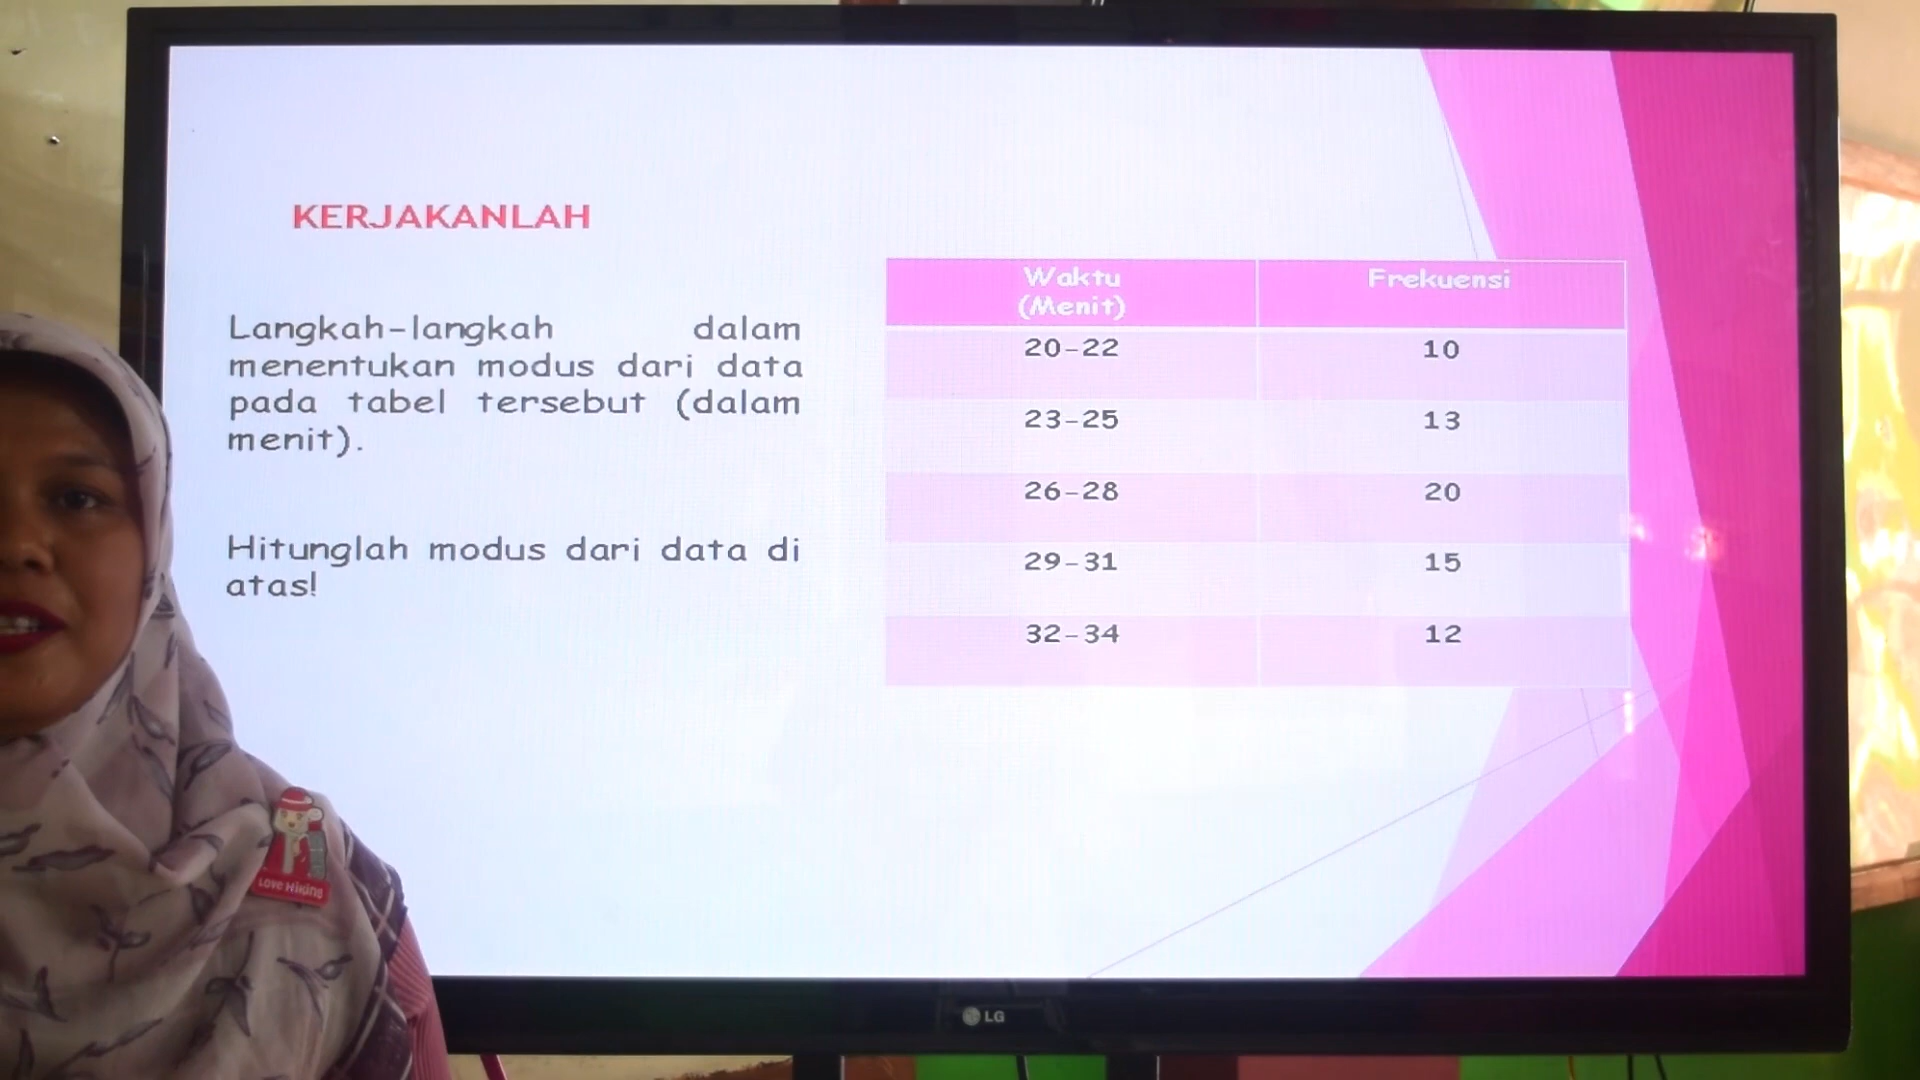 KERJAKANLAH
Langkah-langkah dalam
menentukan modus dari data
pada tabel tersebut (dalam
menit).
Hitunglah modus dari data di
atas!
Waktu
(Menit)
Frekuensi
20-22 10
23-25 13
26-28 20
29-31 15
32-34 12
Love Hiking
LG